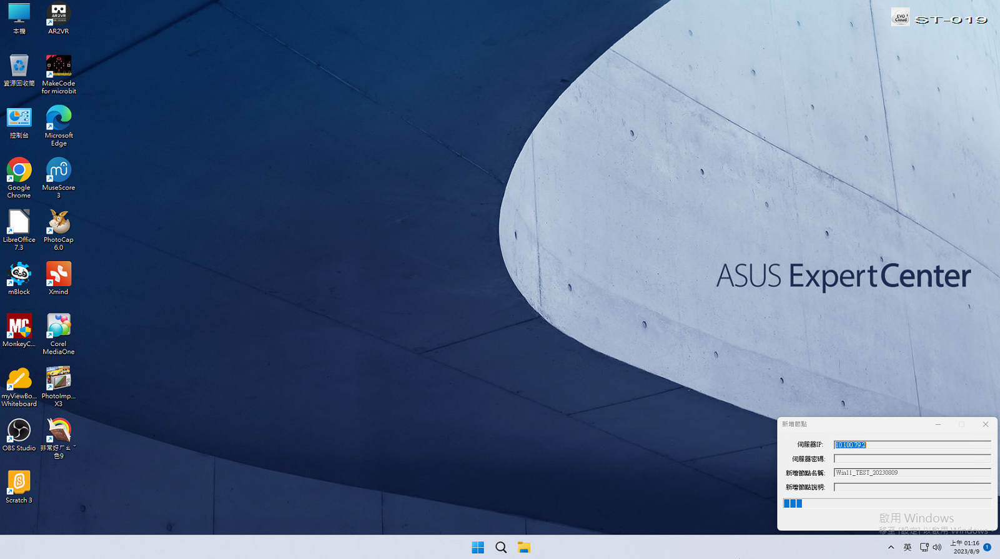 本機
AR2VR
EVO
Cloud
ST-019
資源回收筒
MakeCode
for microbit
控制台
Microsoft
Edge
Google
Chrome
MuseScore
3
LibreOffice
7.3
PhotoCap
6.0
mBlock
Xmind
ASUS ExpertCenter
MonkeyC...
Corel
MediaOne
myViewBo...
Whiteboard
PhotoImp...
X3
OBS Studio
非常好ㄏㄠˇ
色9
Scratch 3
新增節點
伺服器IP:
10.100.79.2
伺服器密碼:
新增節點名稱:
Win11_TEST_20230809
新增節點說明:
啟用 Windows
移至 [設定] 以啟用 Windows。
英
上午 01:16
2023/8/9
1